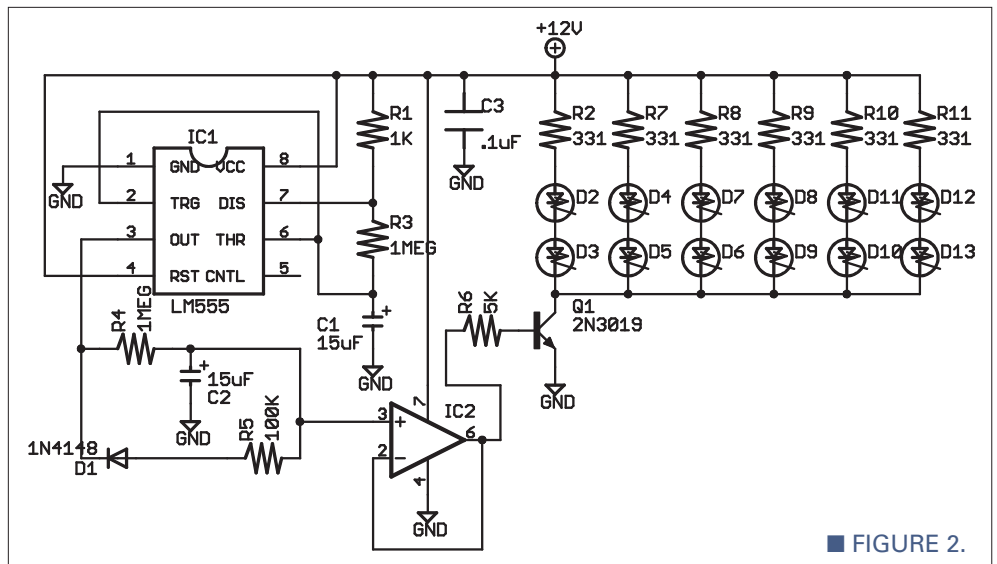 +12V
R1
1K
C3
.1uF
GND
R2
331
R7
331
R8
331
R9
331
R10
331
R11
331
IC1
1
GND
VCC
8
GND
2
TRG
DIS
7
3
OUT
THR
6
4
RST
CNTL
5
LM555
R3
1MEG
D2
D4
D7
D8
D11
D12
D3
D5
D6
D9
D10
D13
R4
1MEG
C1
15uF
+
GND
R6
5K
Q1
2N3019
GND
+
15uF
C2
GND
R5
100K
1N4148
D1
IC2
7
3
+
2
-
6
4
GND
■ FIGURE 2.